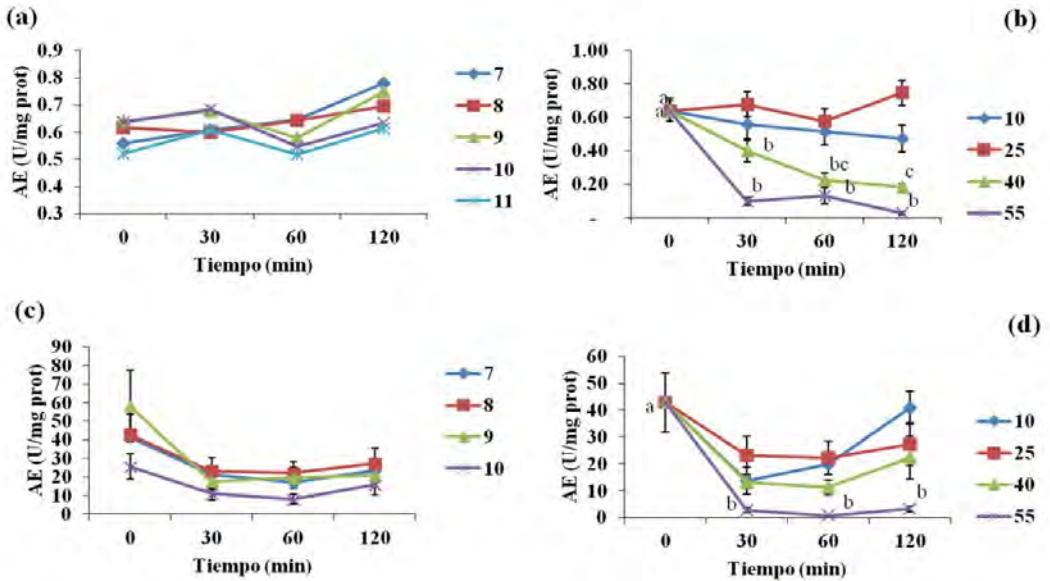 (a)
AE (U/mg prot)
0.9
0.8
0.7
0.6
0.5
0.4
0.3
0 30 60 120
Tiempo (min)
7
8
9
10
11
(b)
AE (U/mg prot)
1.00
0.80
0.60
0.40
0.20
-
a
a
b
bc
c
b
b
b
0 30 60 120
Tiempo (min)
10
25
40
55
(c)
AE (U/mg prot)
90
80
70
60
50
40
30
20
10
0
0 30 60 120
Tiempo (min)
7
8
9
10
(d)
AE (U/mg prot)
60
50
40
30
20
10
0
a
b
b
b
0 30 60 120
Tiempo (min)
10
25
40
55